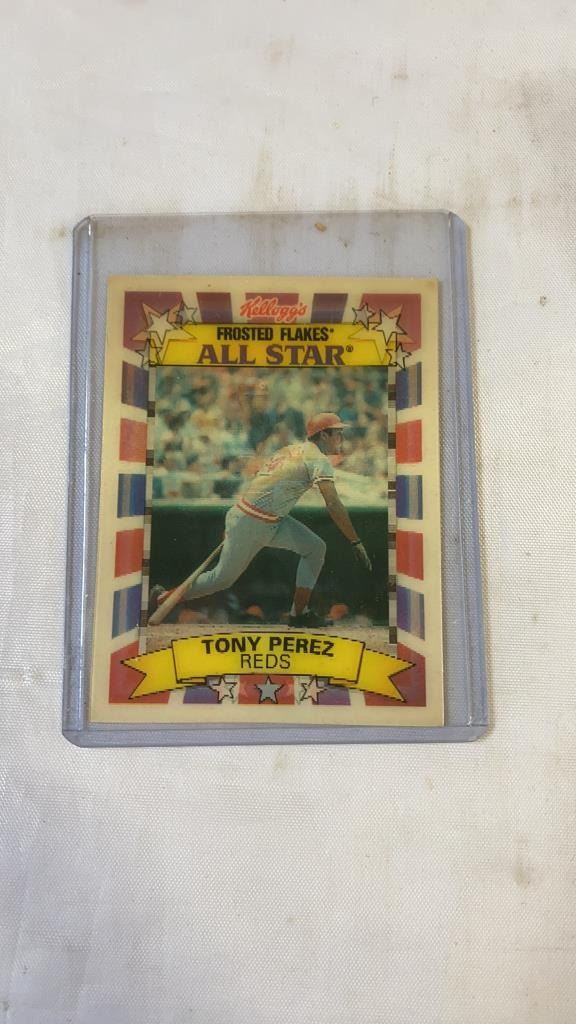 Kellogg's
FROSTED FLAKES®
ALL STAR®
TONY PEREZ
REDS